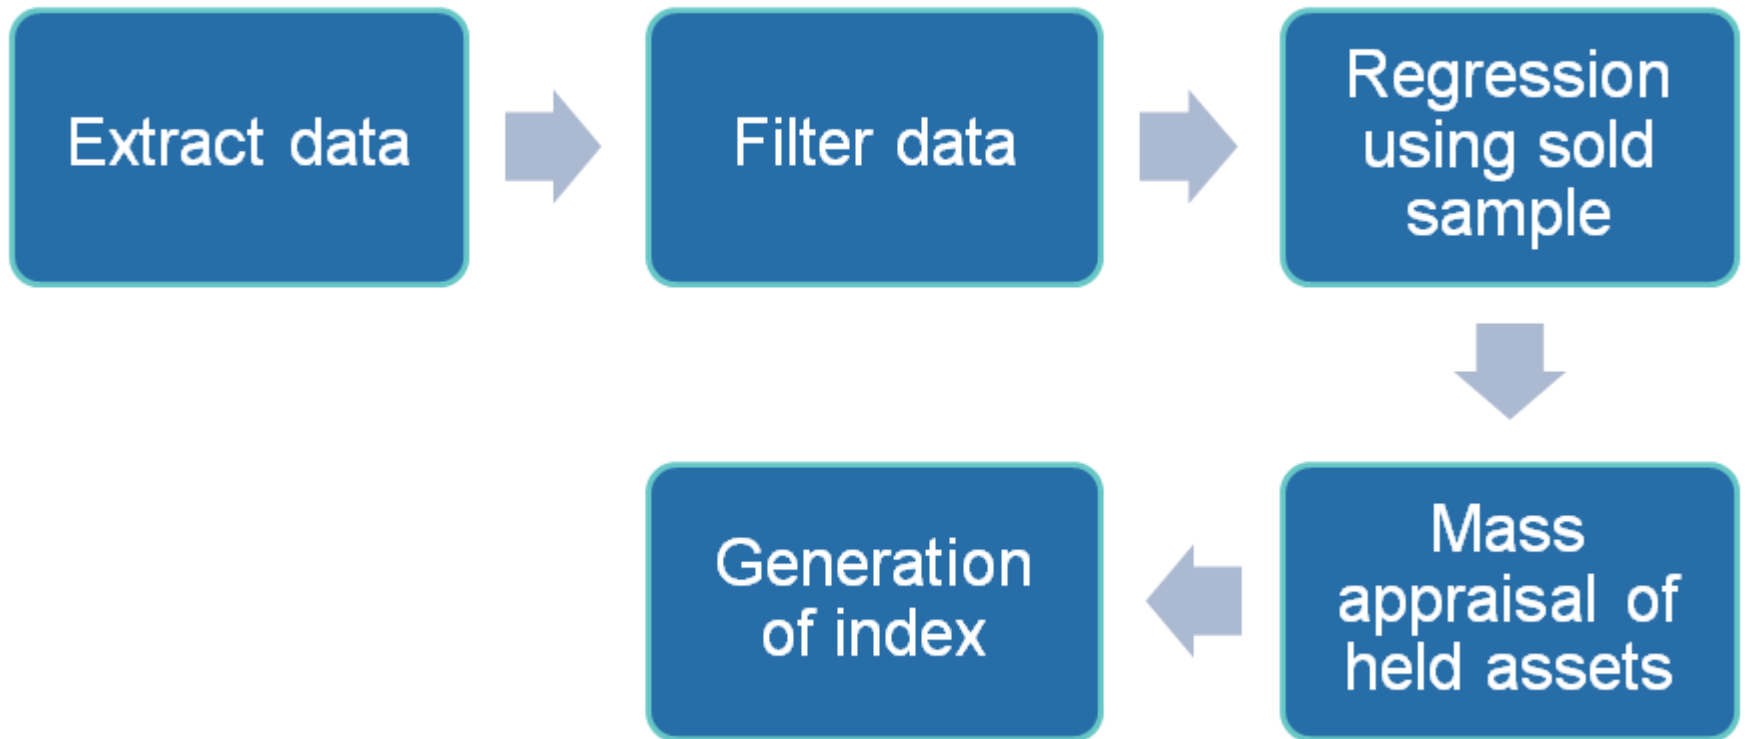 Extract data
Filter data
Regression
using sold
sample
Mass
appraisal of
held assets
Generation
of index